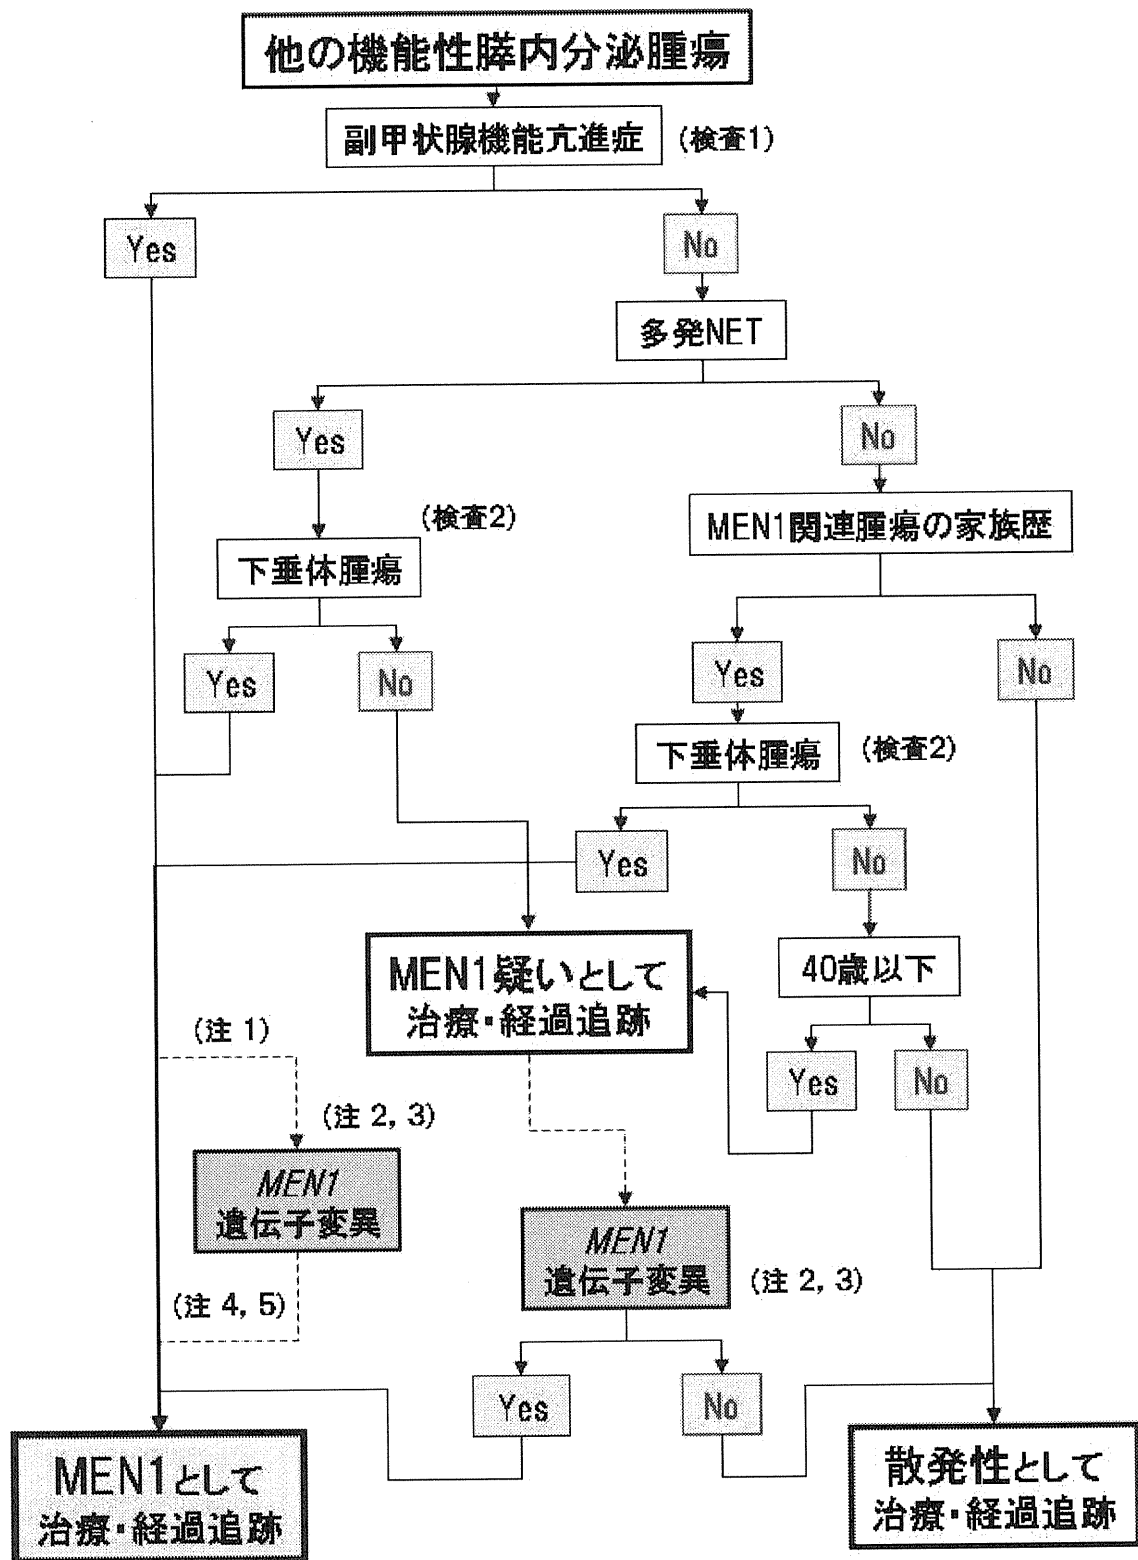 他の機能性膵内分泌腫瘍
副甲状腺機能亢進症 (検査1)
Yes
No
多発NET
Yes
No
(検査2)
MEN1関連腫瘍の家族歴
下垂体腫瘍
Yes
No
Yes
No
下垂体腫瘍 (検査2)
Yes
No
MEN1疑いとして
治療・経過追跡
40歳以下
(注 1)
Yes
No
(注 2, 3)
MEN1
遺伝子変異
MEN1
遺伝子変異
(注 2, 3)
(注 4, 5)
Yes
No
MEN1として
治療・経過追跡
散発性として
治療・経過追跡